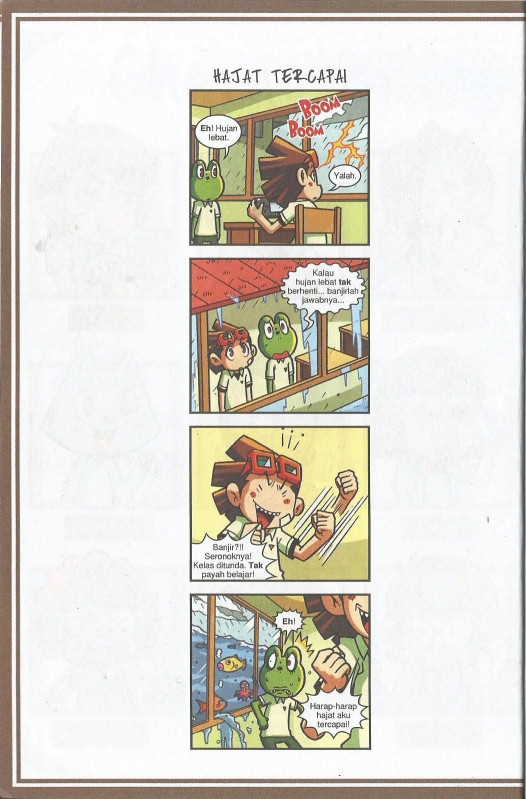 HAJAT TERCAPAI
BOOM
BOOM
Eh! Hujan
lebat.
Yalah.
Kalau
hujan lebat tak
berhenti... banjirlah
jawabnya...
Banjir?!!
Seronoknya!
Kelas ditunda. Tak
payah belajar!
Eh!
Harap-harap
hajat aku
tercapai!